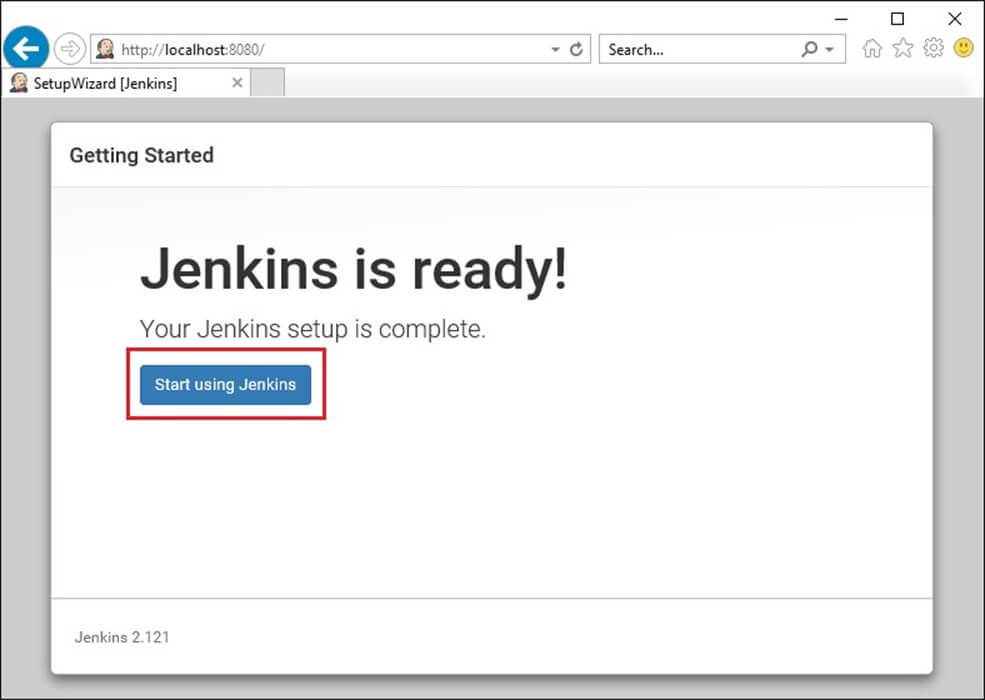 http://localhost:8080/
Search...
SetupWizard [Jenkins]
Getting Started
Jenkins is ready!
Your Jenkins setup is complete.
Start using Jenkins
Jenkins 2.121